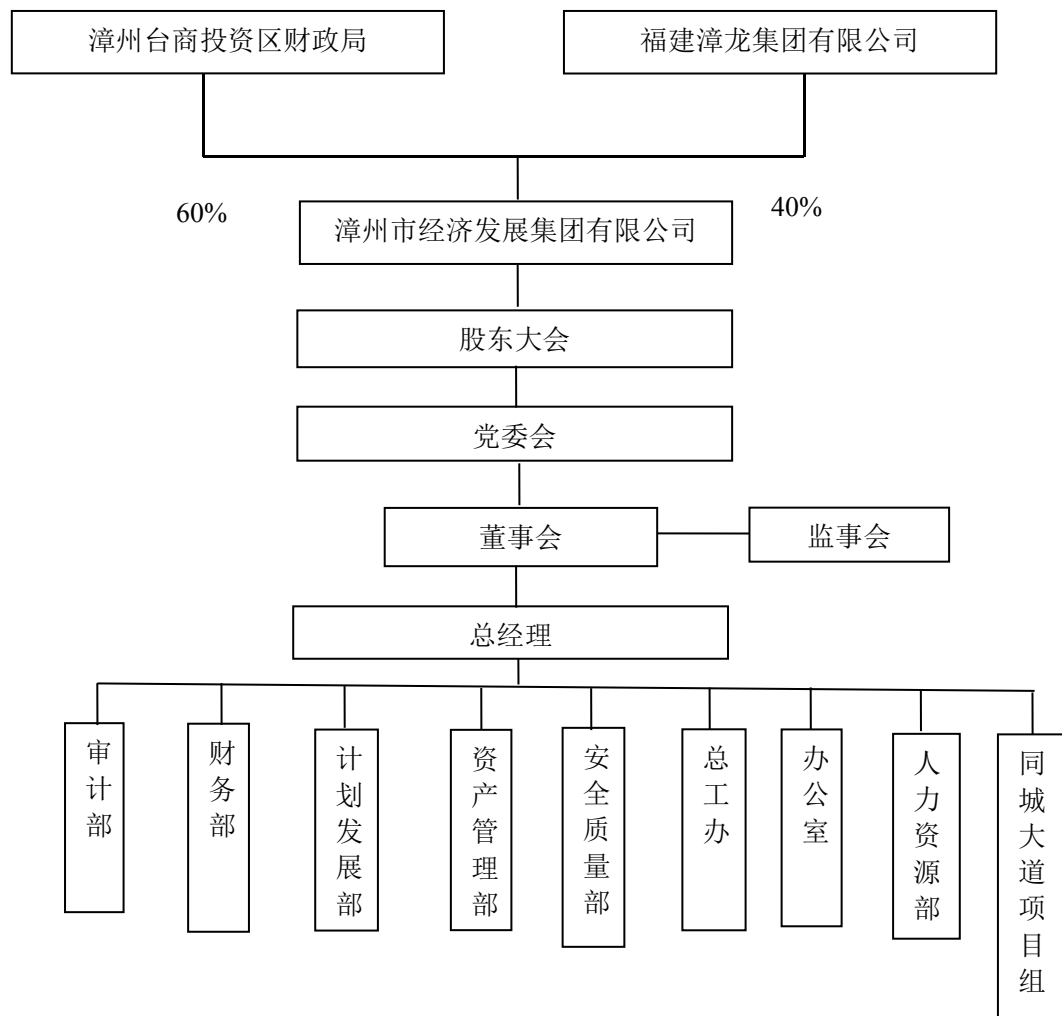 漳州台商投资区财政局
福建漳龙集团有限公司
60%
40%
漳州市经济发展集团有限公司
股东大会
党委会
董事会
监事会
总经理
审计部
财务部
计划发展部
资产管理部
安全质量部
总工办
办公室
人力资源部
同城大道项目组